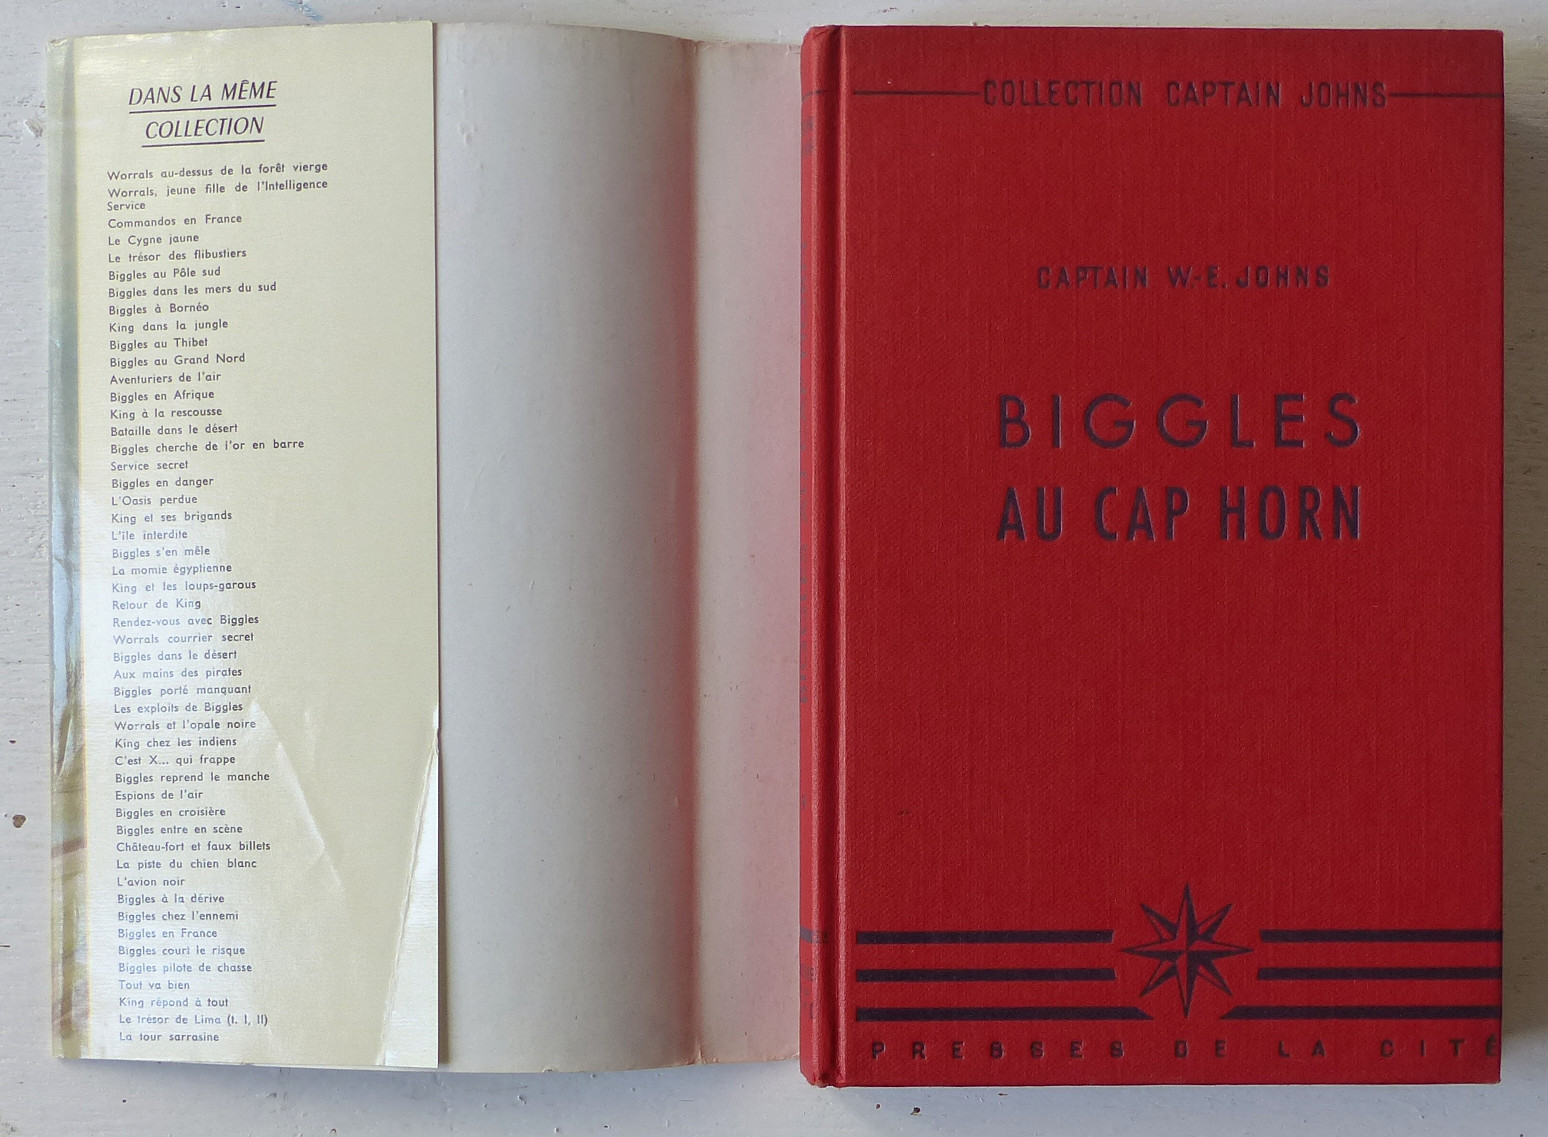 DANS LA MÊME
COLLECTION
Worrals au-dessus de la forêt vierge
Worrals, jeune fille de l'Intelligence
Service
Commandos en France
Le Cygne jaune
Le trésor des flibustiers
Biggles au Pôle sud
Biggles dans les mers du sud
Biggles à Bornéo
King dans la jungle
Biggles au Thibet
Biggles au Grand Nord
Aventuriers de l'air
Biggles en Afrique
King à la rescousse
Bataille dans le désert
Biggles cherche de l'or en barre
Service secret
Biggles en danger
L'Oasis perdue
King et ses brigands
L'île interdite
Biggles s'en mêle
La momie égyptienne
King et les loups-garous
Retour de King
Rendez-vous avec Biggles
Worrals courrier secret
Biggles dans le désert
Aux mains des pirates
Biggles porté manquant
Les exploits de Biggles
Worrals et l'opale noire
King chez les indiens
C'est X... qui frappe
Biggles reprend le manche
Espions de l'air
Biggles en croisière
Biggles entre en scène
Château-fort et faux billets
La piste du chien blanc
L'avion noir
Biggles à la dérive
Biggles chez l'ennemi
Biggles en France
Biggles court le risque
Biggles pilote de chasse
Tout va bien
King répond à tout
Le trésor de Lima (t. I, II)
La tour sarrasine
COLLECTION CAPTAIN JOHNS
CAPTAIN W.-E. JOHNS
BIGGLES
AU CAP HORN
PRESSES DE LA CITÉ